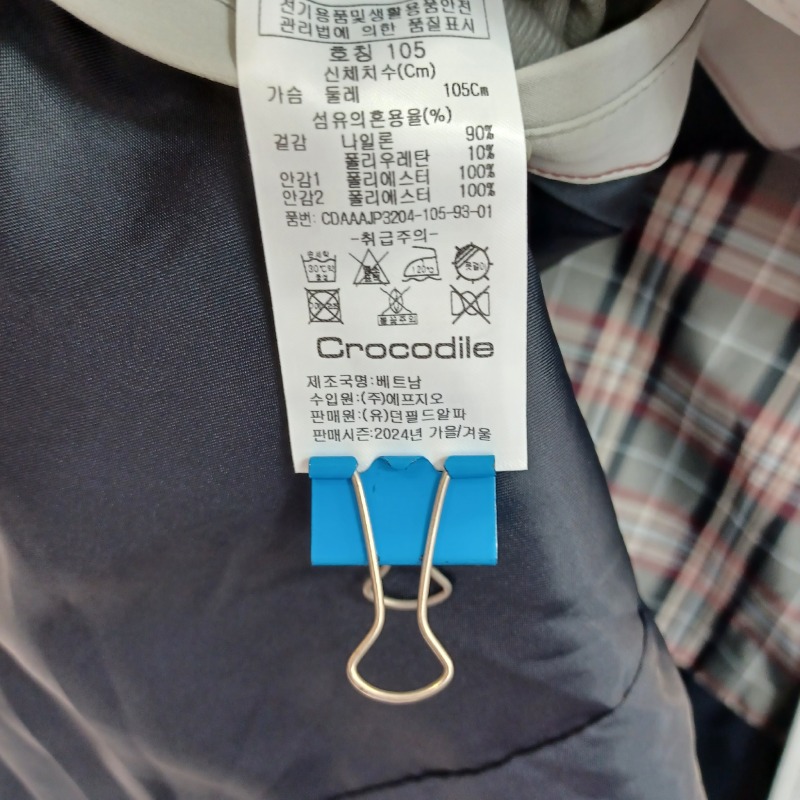 전기용품및생활용품안전
관리법에 의한 품질표시
호칭 105
신체치수(Cm)
가슴 둘레 105Cm
섬유의혼용율(%)
겉감 나일론 90%
폴리우레탄 10%
안감1 폴리에스터 100%
안감2 폴리에스터 100%
품번: CDAAAJP3204-105-93-01
-취급주의-
30℃
120℃
Crocodile
제조국명:베트남
수입원:(주)에프지오
판매원:(유)던필드알파
판매시즌:2024년 가을/겨울